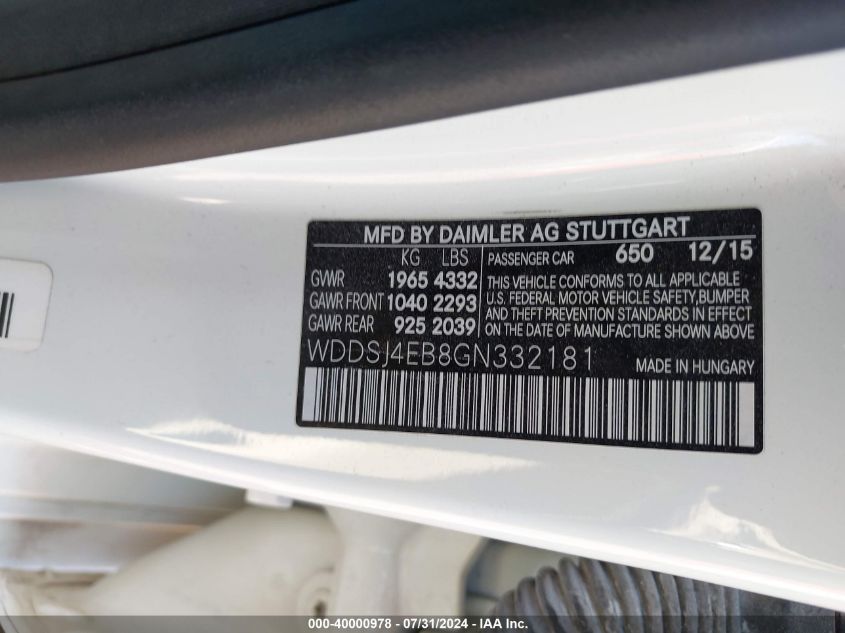 MFD BY DAIMLER AG STUTTGART
KG LBS
GVWR 1965 4332
GAWR FRONT 1040 2293
GAWR REAR 925 2039
PASSENGER CAR 650 12/15
THIS VEHICLE CONFORMS TO ALL APPLICABLE
U.S. FEDERAL MOTOR VEHICLE SAFETY,BUMPER
AND THEFT PREVENTION STANDARDS IN EFFECT
ON THE DATE OF MANUFACTURE SHOWN ABOVE
WDDSJ4EB8GN332181 MADE IN HUNGARY
000-40000978 - 07/31/2024 - IAA Inc.